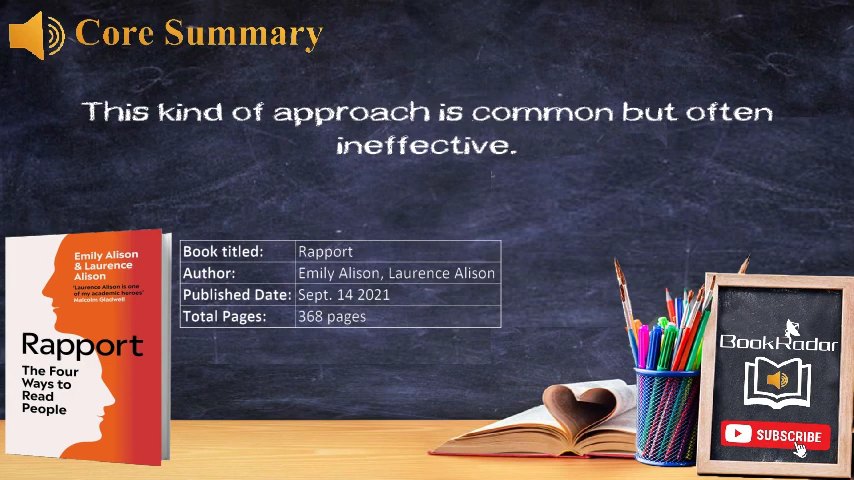 Core Summary
This kind of approach is common but often
ineffective.
Book titled: Rapport
Author: Emily Alison, Laurence Alison
Published Date: Sept. 14 2021
Total Pages: 368 pages
Emily Alison
& Laurence
Alison
'Laurence Alison is one
of my academic heroes'
Malcolm Gladwell
Rapport
The Four
Ways to
Read
People
BookRadar
SUBSCRIBE